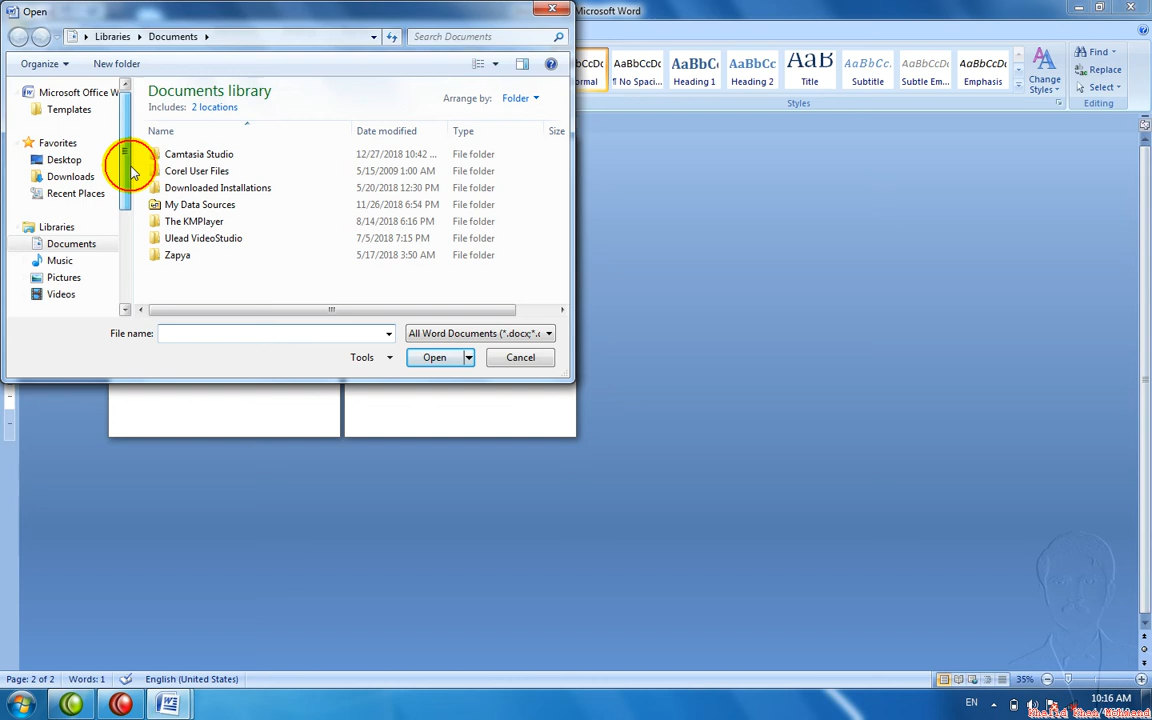 Open
Microsoft Word
Libraries
Documents
Search Documents
Organize
New folder
Microsoft Office W
Templates
Favorites
Desktop
Downloads
Recent Places
Libraries
Documents
Music
Pictures
Videos
Documents library
Includes: 2 locations
Arrange by: Folder
Name Date modified Type Size
Camtasia Studio 12/27/2018 10:42 ... File folder
Corel User Files 5/15/2009 1:00 AM File folder
Downloaded Installations 5/20/2018 12:30 PM File folder
My Data Sources 11/26/2018 6:54 PM File folder
The KMPlayer 8/14/2018 6:16 PM File folder
Ulead VideoStudio 7/5/2018 7:15 PM File folder
Zapya 5/17/2018 3:50 AM File folder
File name:
All Word Documents (*.docx;*.c
Tools
Open
Cancel
AaBbCcDc AaBbC AaBbCc AaB AaBbCc. AaBbCcDc AaBbCcDc
ormal ¶ No Spaci... Heading 1 Heading 2 Title Subtitle Subtle Em... Emphasis
Change
Styles
Find
Replace
Select
Styles
Editing
Page: 2 of 2 Words: 1 English (United States)
35%
EN
10:16 AM
Khalid Khan